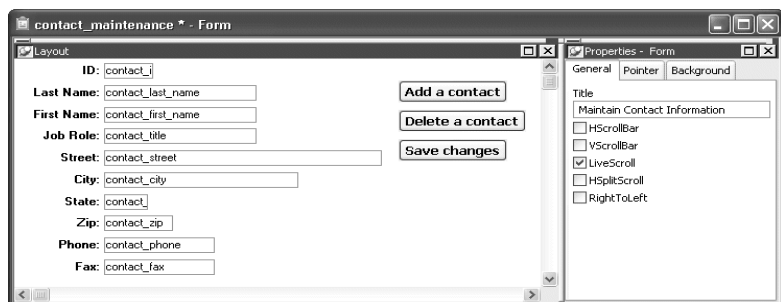 contact_maintenance * - Form
Layout
ID: contact_i
Last Name: contact_last_name
First Name: contact_first_name
Job Role: contact_title
Street: contact_street
City: contact_city
State: contact_
Zip: contact_zip
Phone: contact_phone
Fax: contact_fax
Add a contact
Delete a contact
Save changes
Properties - Form
General Pointer Background
Title
Maintain Contact Information
HScrollBar
VScrollBar
LiveScroll
HSplitScroll
RightToLeft